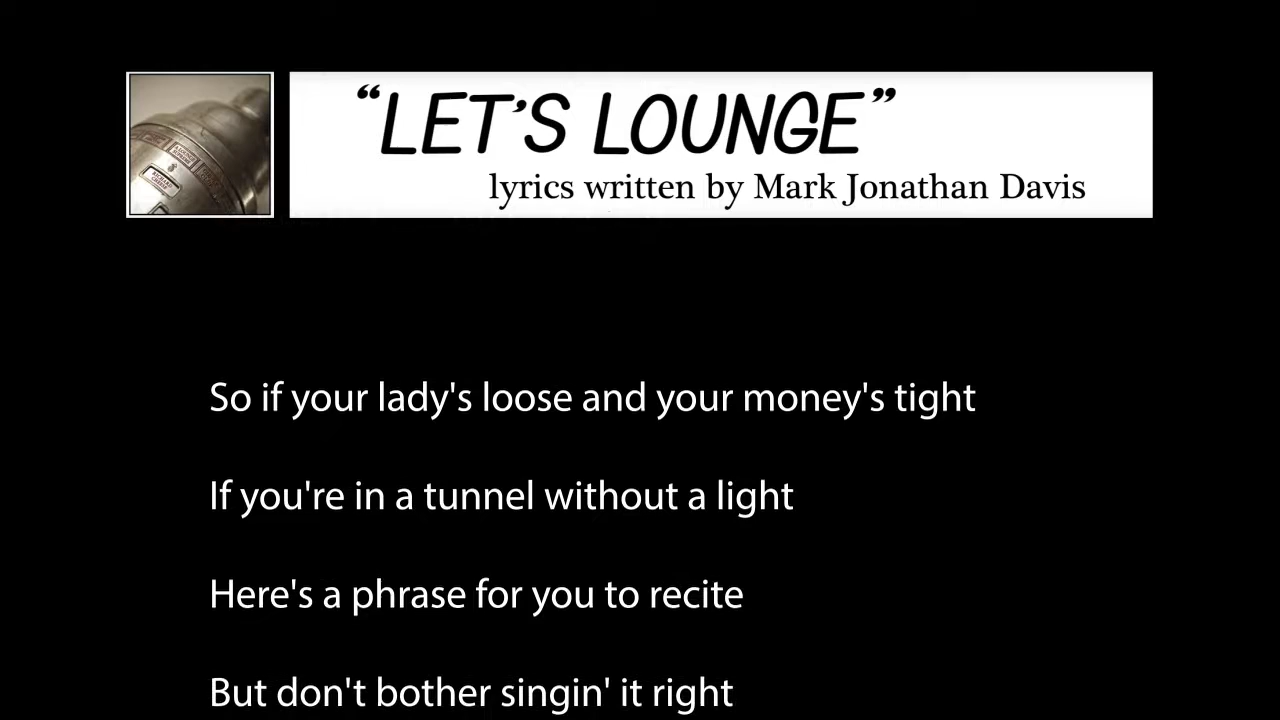 “LET’S LOUNGE”
lyrics written by Mark Jonathan Davis
So if your lady's loose and your money's tight
If you're in a tunnel without a light
Here's a phrase for you to recite
But don't bother singin' it right